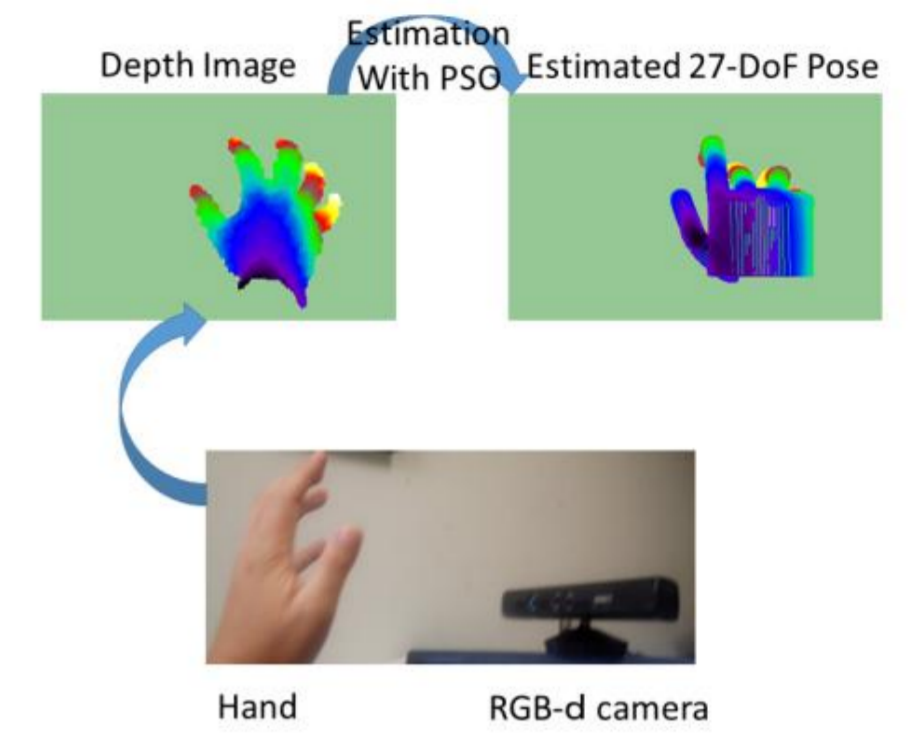 Estimation
With PSO
Depth Image
Estimated 27-DoF Pose
Hand
RGB-d camera